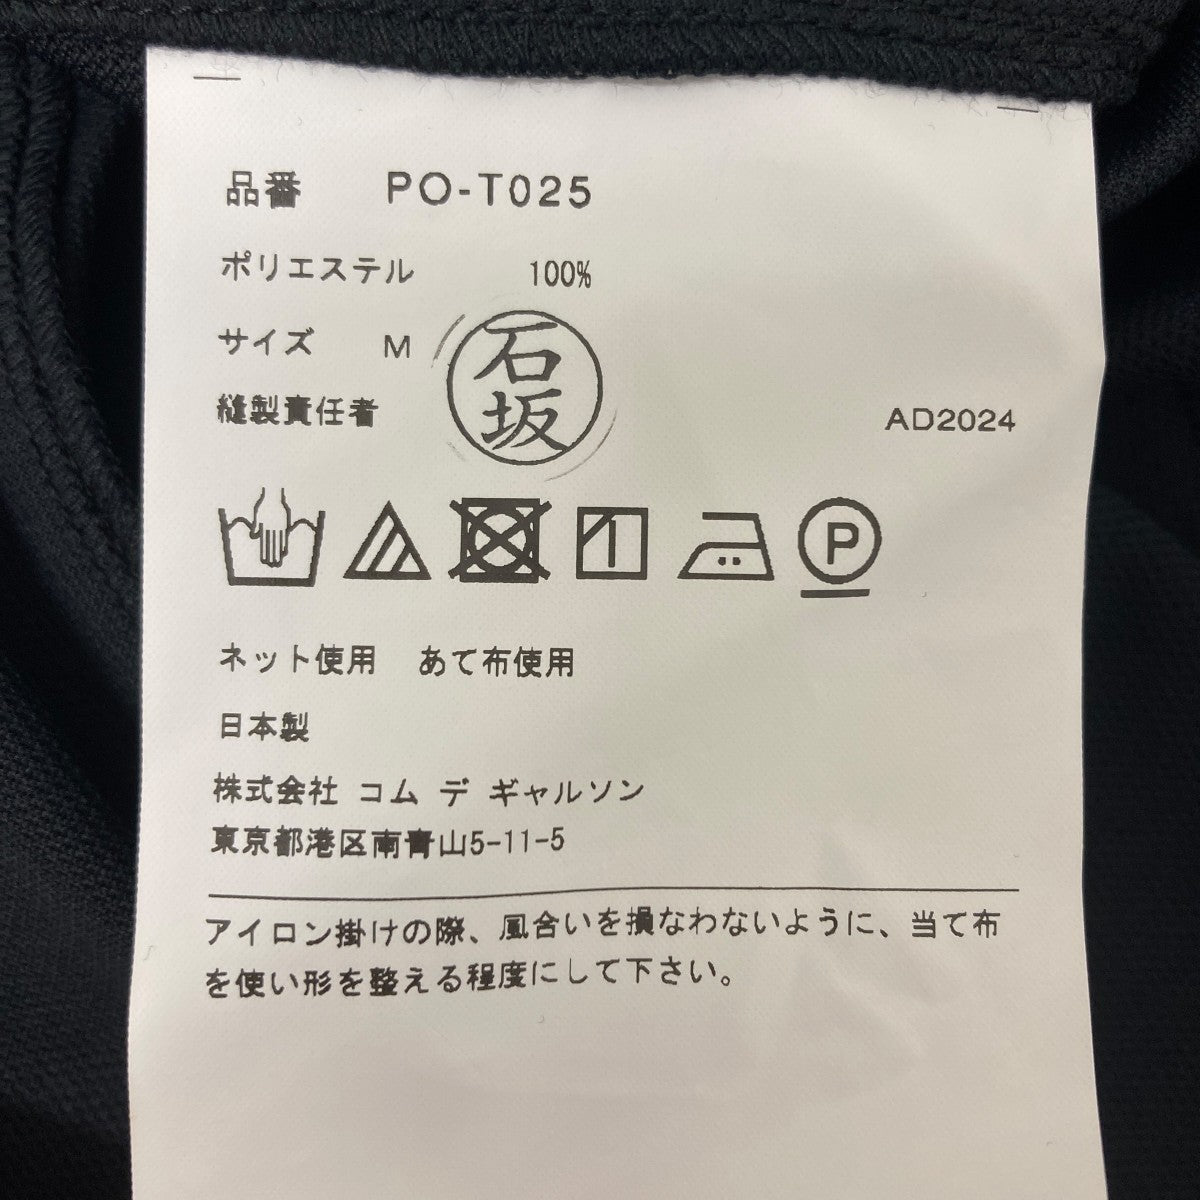 品番 PO-T025
ポリエステル 100%
サイズ M
石坂
縫製責任者
AD2024
P
ネット使用 あて布使用
日本製
株式会社 コム デ ギャルソン
東京都港区南青山5-11-5
アイロン掛けの際、風合いを損なわないように、当て布
を使い形を整える程度にして下さい。